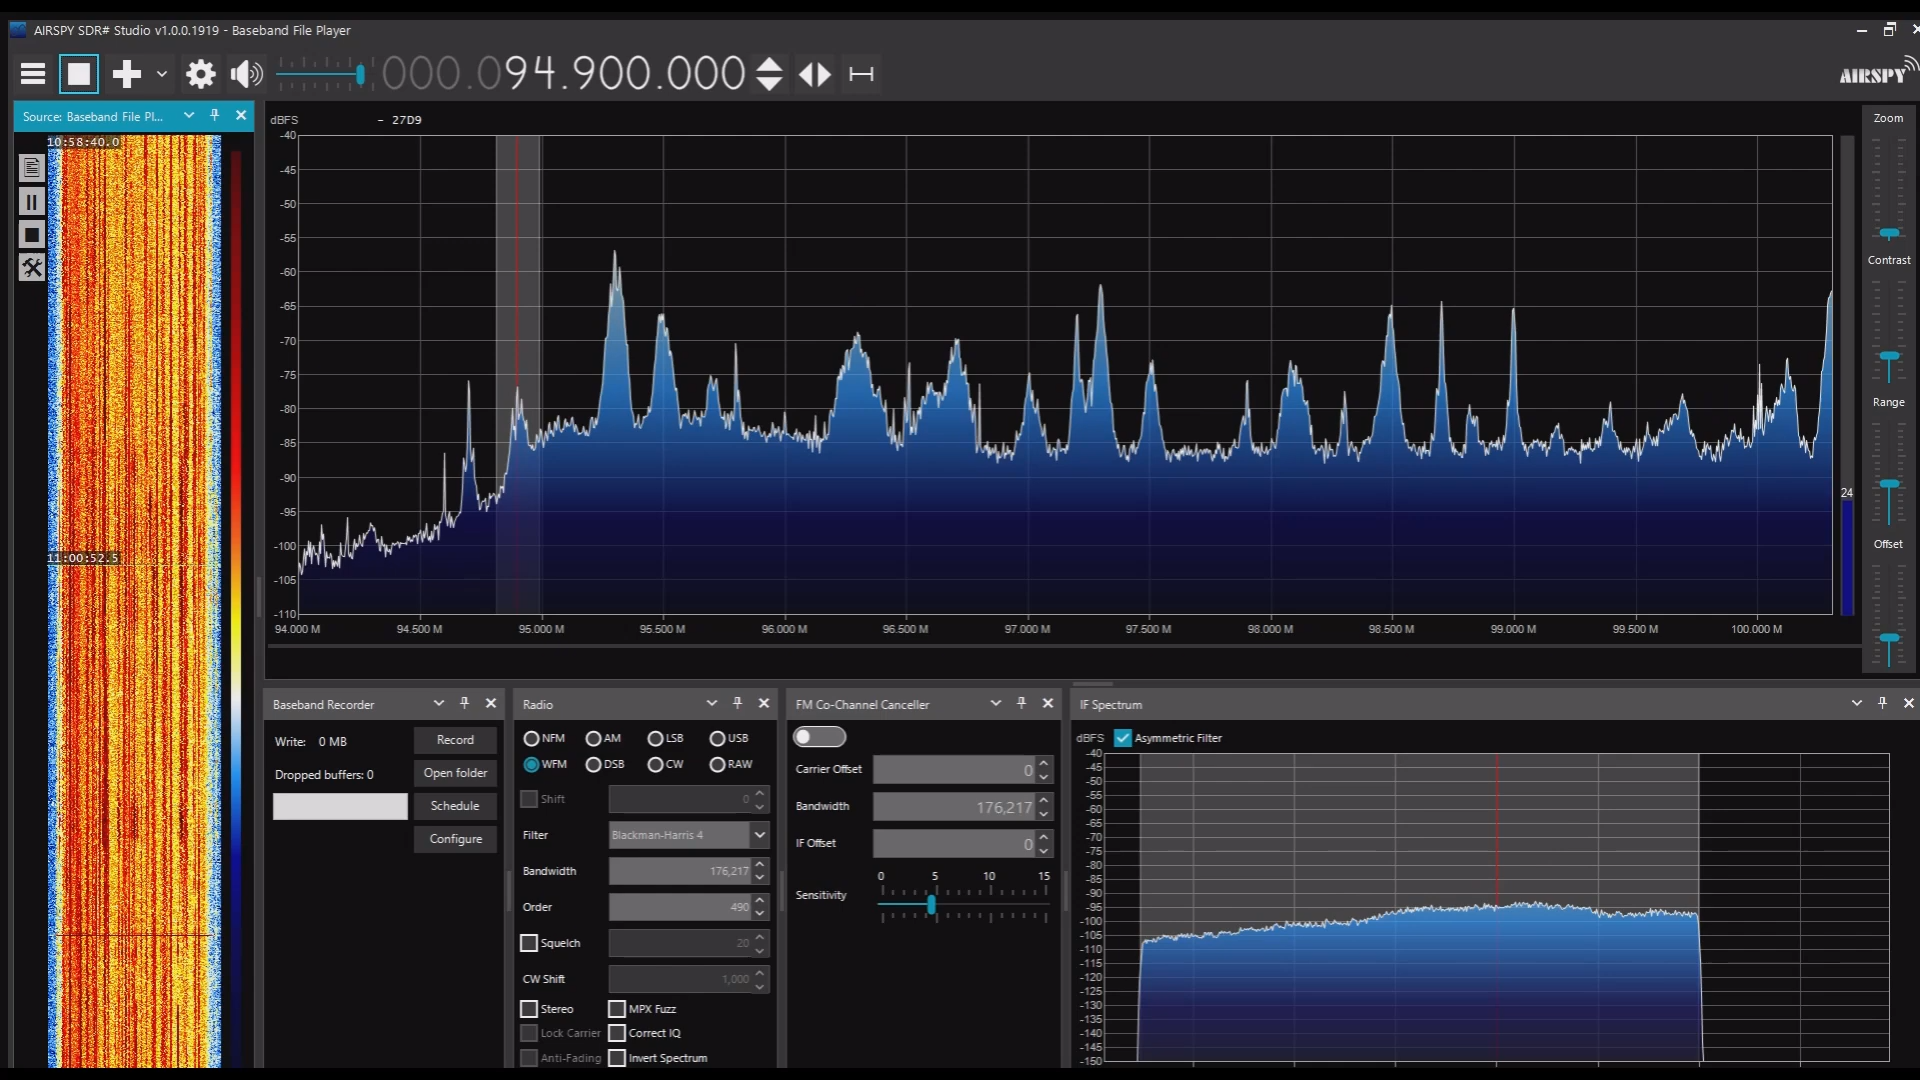 AIRSPY SDR# Studio v1.0.0.1919 - Baseband File Player
000.094.900.000
AIRSPY
Source: Baseband File Pl...
10:58:40.0
11:00:52.5
dBFS
- 27D9
-40
-45
-50
-55
-60
-65
-70
-75
-80
-85
-90
-95
-100
-105
-110
94.000 M 94.500 M 95.000 M 95.500 M 96.000 M 96.500 M 97.000 M 97.500 M 98.000 M 98.500 M 99.000 M 99.500 M 100.000 M
24
Zoom
Contrast
Range
Offset
Baseband Recorder
Write: 0 MB
Record
Dropped buffers: 0
Open folder
Schedule
Configure
Radio
NFM AM LSB USB
WFM DSB CW RAW
Shift 0
Filter Blackman-Harris 4
Bandwidth 176,217
Order 490
Squelch 20
CW Shift 1,000
Stereo MPX Fuzz
Lock Carrier Correct IQ
Anti-Fading Invert Spectrum
FM Co-Channel Canceller
Carrier Offset 0
Bandwidth 176,217
IF Offset 0
0 5 10 15
Sensitivity
IF Spectrum
dBFS Asymmetric Filter
-40
-45
-50
-55
-60
-65
-70
-75
-80
-85
-90
-95
-100
-105
-110
-115
-120
-125
-130
-135
-140
-145
-150